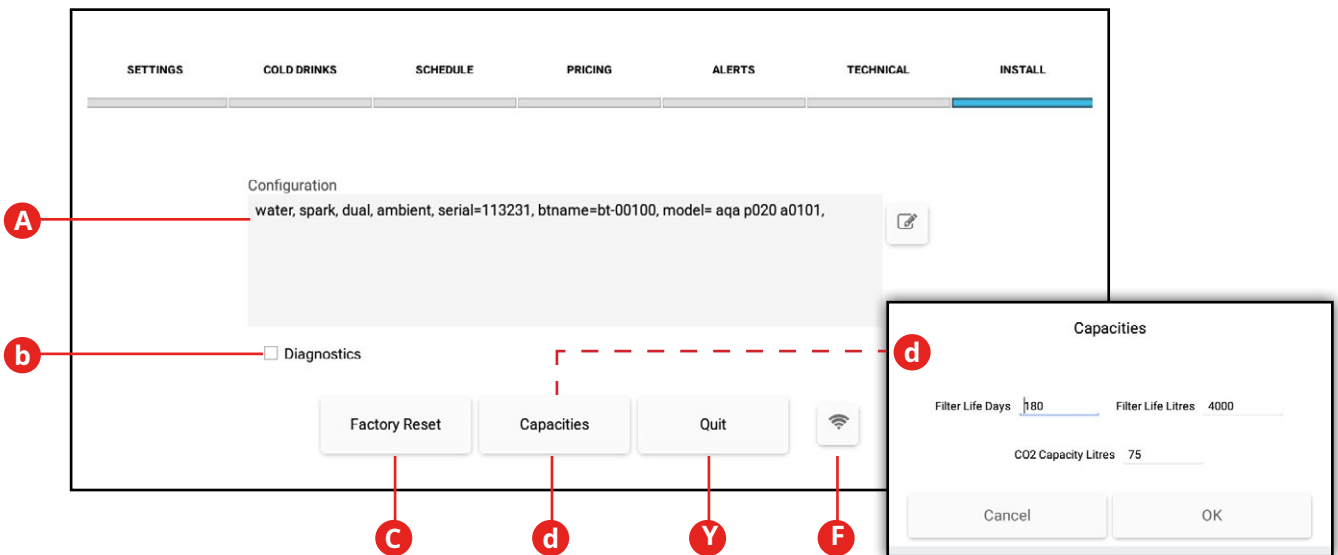 SETTINGS COLD DRINKS SCHEDULE PRICING ALERTS TECHNICAL INSTALL
Configuration
A
water, spark, dual, ambient, serial=113231, btname=bt-00100, model= aqa p020 a0101,
b
Diagnostics
Factory Reset Capacities Quit
C d Y F
d
Capacities
Filter Life Days 180 Filter Life Litres 4000
CO2 Capacity Litres 75
Cancel OK